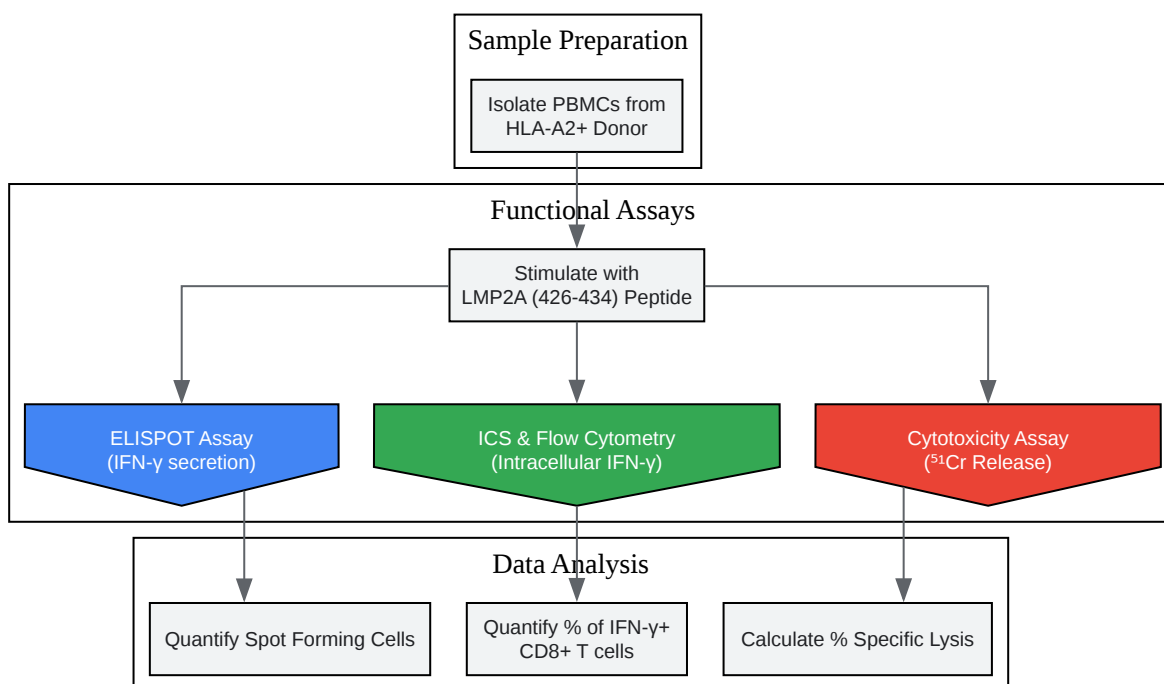 Sample Preparation
Isolate PBMCs from
HLA-A2+ Donor
Functional Assays
Stimulate with
LMP2A (426-434) Peptide
ELISPOT Assay
(IFN-γ secretion)
ICS & Flow Cytometry
(Intracellular IFN-γ)
Cytotoxicity Assay
(⁵¹Cr Release)
Data Analysis
Quantify Spot Forming Cells
Quantify % of IFN-γ+
CD8+ T cells
Calculate % Specific Lysis